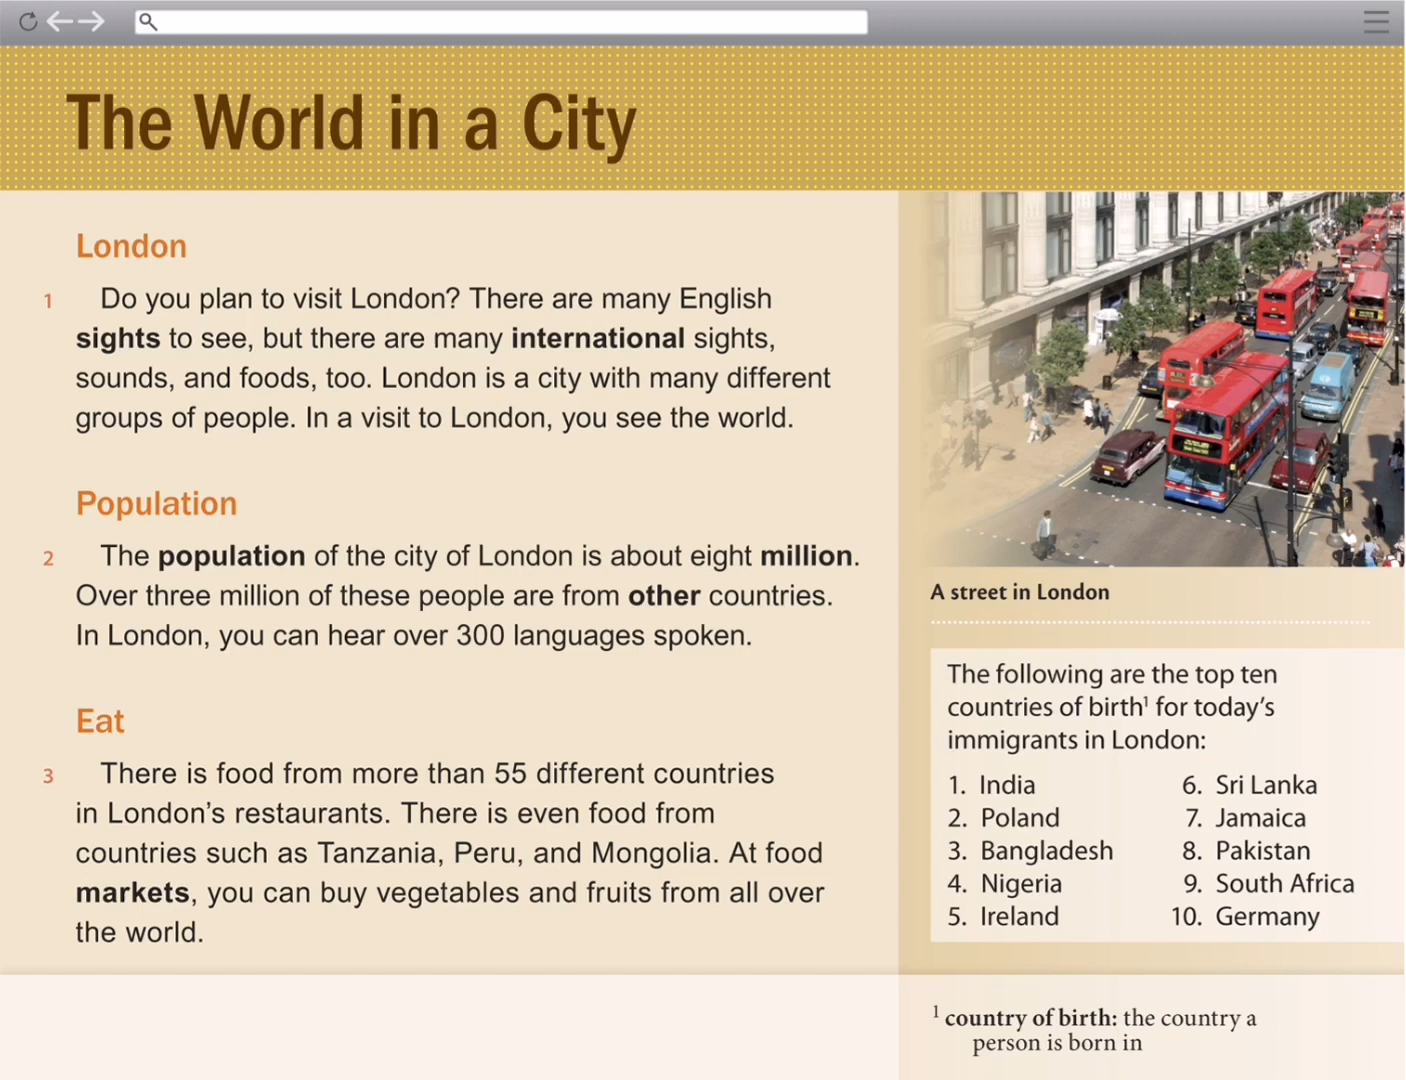 The World in a City
London
1 Do you plan to visit London? There are many English
sights to see, but there are many international sights,
sounds, and foods, too. London is a city with many different
groups of people. In a visit to London, you see the world.
Population
2 The population of the city of London is about eight million.
Over three million of these people are from other countries.
In London, you can hear over 300 languages spoken.
Eat
3 There is food from more than 55 different countries
in London’s restaurants. There is even food from
countries such as Tanzania, Peru, and Mongolia. At food
markets, you can buy vegetables and fruits from all over
the world.
A street in London
The following are the top ten
countries of birth¹ for today’s
immigrants in London:
1. India
2. Poland
3. Bangladesh
4. Nigeria
5. Ireland
6. Sri Lanka
7. Jamaica
8. Pakistan
9. South Africa
10. Germany
¹ country of birth: the country a
person is born in